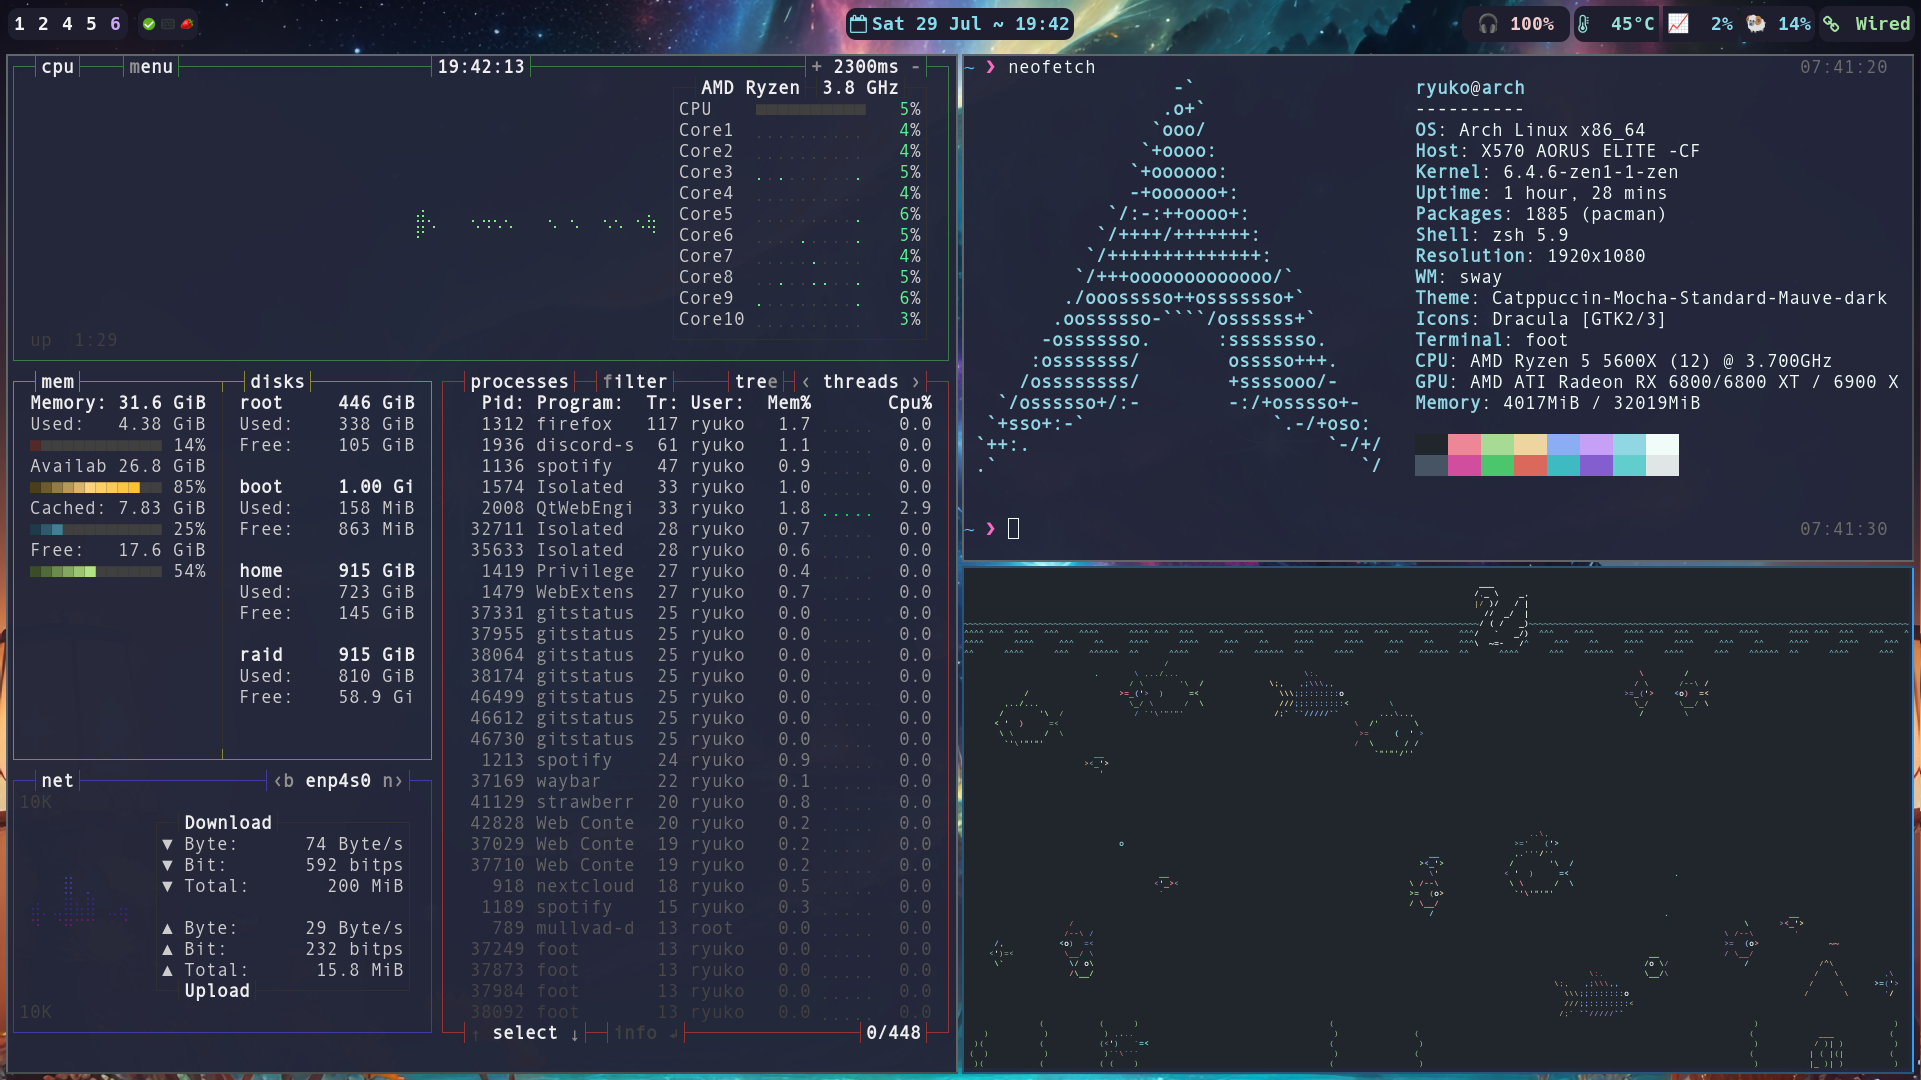 1 2 4 5 6
Sat 29 Jul ~ 19:42
100% 45°C 2% 14% Wired
cpu menu 19:42:13 + 2300ms -
AMD Ryzen 3.8 GHz
CPU 5%
Core1 4%
Core2 4%
Core3 5%
Core4 4%
Core5 6%
Core6 5%
Core7 4%
Core8 5%
Core9 6%
Core10 3%
up 1:29
mem disks
Memory: 31.6 GiB
Used: 4.38 GiB
14%
Availab 26.8 GiB
85%
Cached: 7.83 GiB
25%
Free: 17.6 GiB
54%
root 446 GiB
Used: 338 GiB
Free: 105 GiB
boot 1.00 Gi
Used: 158 MiB
Free: 863 MiB
home 915 GiB
Used: 723 GiB
Free: 145 GiB
raid 915 GiB
Used: 810 GiB
Free: 58.9 Gi
net <b enp4s0 n>
10K
Download
▼ Byte: 74 Byte/s
▼ Bit: 592 bitps
▼ Total: 200 MiB
▲ Byte: 29 Byte/s
▲ Bit: 232 bitps
▲ Total: 15.8 MiB
Upload
10K
processes filter tree < threads >
Pid: Program: Tr: User: Mem% Cpu%
1312 firefox 117 ryuko 1.7 0.0
1936 discord-s 61 ryuko 1.1 0.0
1136 spotify 47 ryuko 0.9 0.0
1574 Isolated 33 ryuko 1.0 0.0
2008 QtWebEngi 33 ryuko 1.8 2.9
32711 Isolated 28 ryuko 0.7 0.0
35633 Isolated 28 ryuko 0.6 0.0
1419 Privilege 27 ryuko 0.4 0.0
1479 WebExtens 27 ryuko 0.7 0.0
37331 gitstatus 25 ryuko 0.0 0.0
37955 gitstatus 25 ryuko 0.0 0.0
38064 gitstatus 25 ryuko 0.0 0.0
38174 gitstatus 25 ryuko 0.0 0.0
46499 gitstatus 25 ryuko 0.0 0.0
46612 gitstatus 25 ryuko 0.0 0.0
46730 gitstatus 25 ryuko 0.0 0.0
1213 spotify 24 ryuko 0.9 0.0
37169 waybar 22 ryuko 0.1 0.0
41129 strawberr 20 ryuko 0.8 0.0
42828 Web Conte 20 ryuko 0.2 0.0
37029 Web Conte 19 ryuko 0.2 0.0
37710 Web Conte 19 ryuko 0.2 0.0
918 nextcloud 18 ryuko 0.5 0.0
1189 spotify 15 ryuko 0.3 0.0
789 mullvad-d 13 root 0.0 0.0
37249 foot 13 ryuko 0.0 0.0
37873 foot 13 ryuko 0.0 0.0
37984 foot 13 ryuko 0.0 0.0
38092 foot 13 ryuko 0.0 0.0
↑ select ↓ info ↲ 0/448
~ ❯ neofetch 07:41:20
ryuko@arch
----------
OS: Arch Linux x86_64
Host: X570 AORUS ELITE -CF
Kernel: 6.4.6-zen1-1-zen
Uptime: 1 hour, 28 mins
Packages: 1885 (pacman)
Shell: zsh 5.9
Resolution: 1920x1080
WM: sway
Theme: Catppuccin-Mocha-Standard-Mauve-dark
Icons: Dracula [GTK2/3]
Terminal: foot
CPU: AMD Ryzen 5 5600X (12) @ 3.700GHz
GPU: AMD ATI Radeon RX 6800/6800 XT / 6900 X
Memory: 4017MiB / 32019MiB
~ ❯ 07:41:30